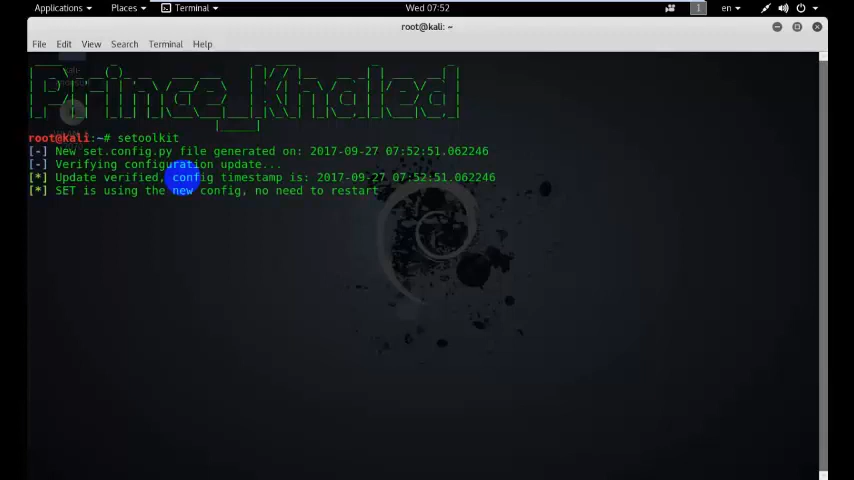 Applications Places Terminal Wed 07:52 1 en
root@kali: ~
File Edit View Search Terminal Help
Prince_Khaled
root@kali:~# setoolkit
[-] New set.config.py file generated on: 2017-09-27 07:52:51.062246
[-] Verifying configuration update...
[*] Update verified, config timestamp is: 2017-09-27 07:52:51.062246
[*] SET is using the new config, no need to restart